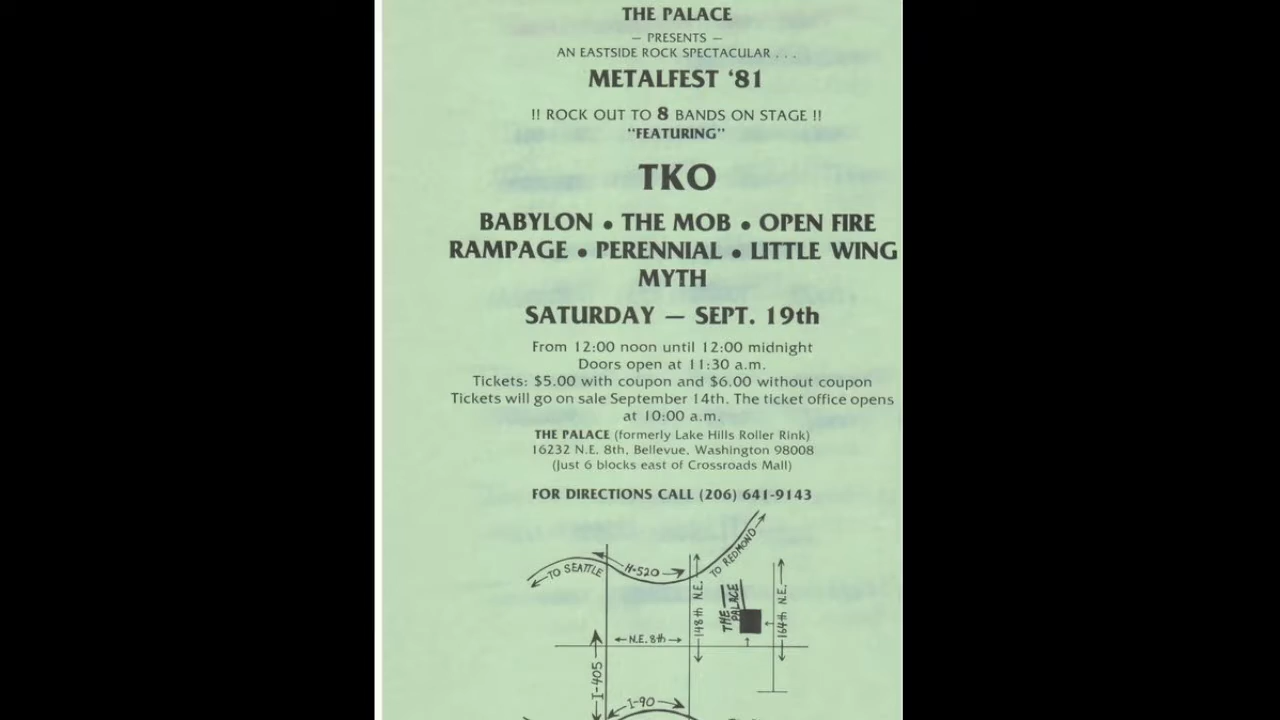 THE PALACE
— PRESENTS —
AN EASTSIDE ROCK SPECTACULAR . . .
METALFEST ‘81
!! ROCK OUT TO 8 BANDS ON STAGE !!
"FEATURING"
TKO
BABYLON • THE MOB • OPEN FIRE
RAMPAGE • PERENNIAL • LITTLE WING
MYTH
SATURDAY — SEPT. 19th
From 12:00 noon until 12:00 midnight
Doors open at 11:30 a.m.
Tickets: $5.00 with coupon and $6.00 without coupon
Tickets will go on sale September 14th. The ticket office opens
at 10:00 a.m.
THE PALACE (formerly Lake Hills Roller Rink)
16232 N.E. 8th, Bellevue, Washington 98008
(Just 6 blocks east of Crossroads Mall)
FOR DIRECTIONS CALL (206) 641-9143
TO SEATTLE
H-520
TO REDMOND
148th N.E.
THE PALACE
164th N.E.
N.E. 8th
I-405
I-90